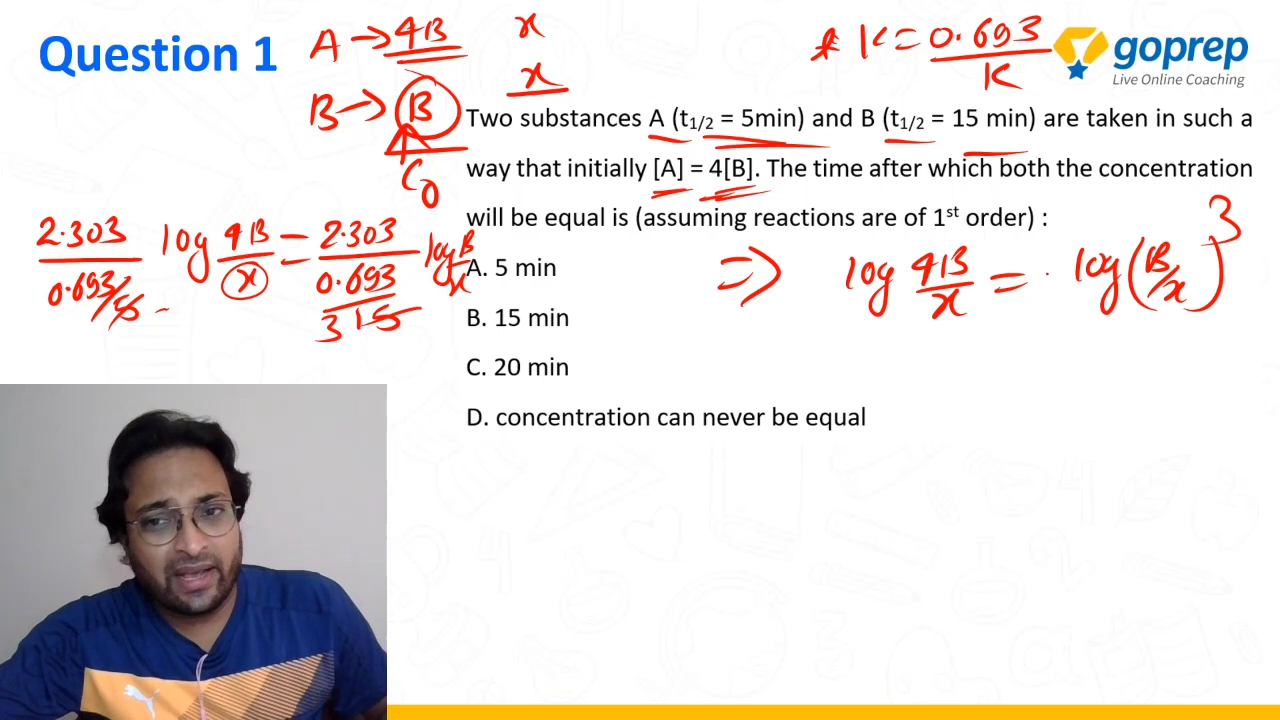 Question 1
A → 4B x
B → B x
C₀
* K = 0.693/K
goprep
Live Online Coaching
Two substances A (t₁/₂ = 5min) and B (t₁/₂ = 15 min) are taken in such a
way that initially [A] = 4[B]. The time after which both the concentration
will be equal is (assuming reactions are of 1ˢᵗ order) :
2.303/(0.693/5) log 4B/x = 2.303/(0.693/15) log B/x
3
⇒ log 4B/x = log (B/x)³
A. 5 min
B. 15 min
C. 20 min
D. concentration can never be equal